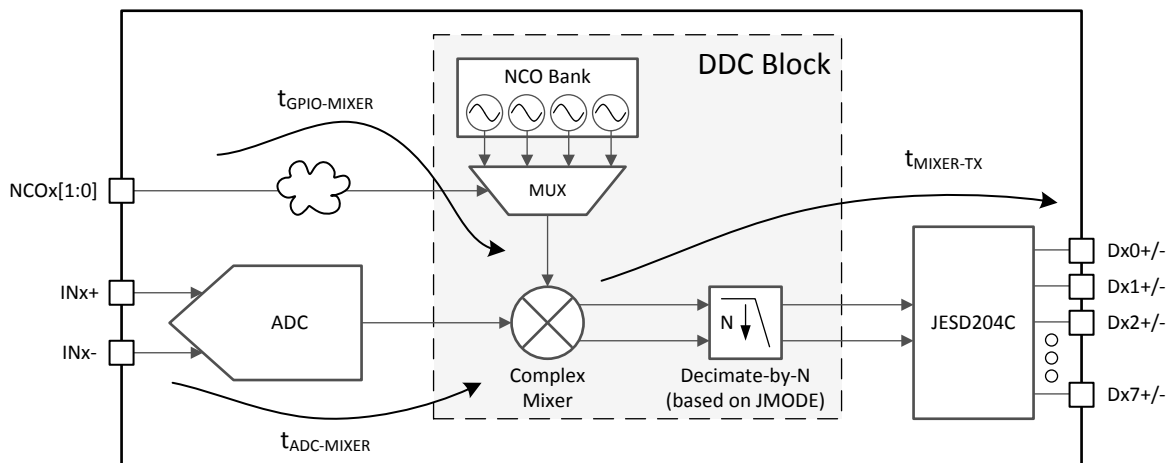 NCO Bank
DDC Block
tGPIO-MIXER
tMIXER-TX
NCOx[1:0]
MUX
INx+
INx-
ADC
Complex
Mixer
N
Decimate-by-N
(based on JMODE)
JESD204C
Dx0+/-
Dx1+/-
Dx2+/-
Dx7+/-
tADC-MIXER